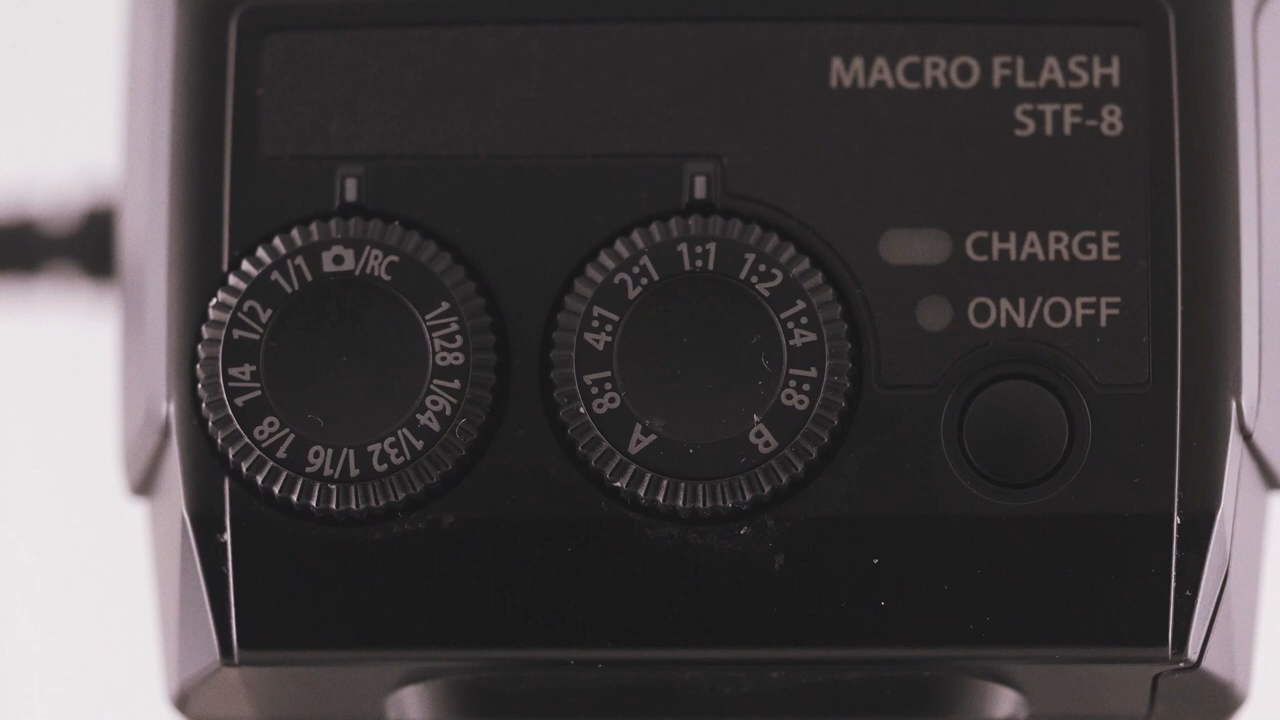 MACRO FLASH
STF-8
CHARGE
ON/OFF
/RC
1/1
1/2
1/4
1/8
1/16
1/32
1/64
1/128
1:1
1:2
1:4
1:8
B
A
8:1
4:1
2:1